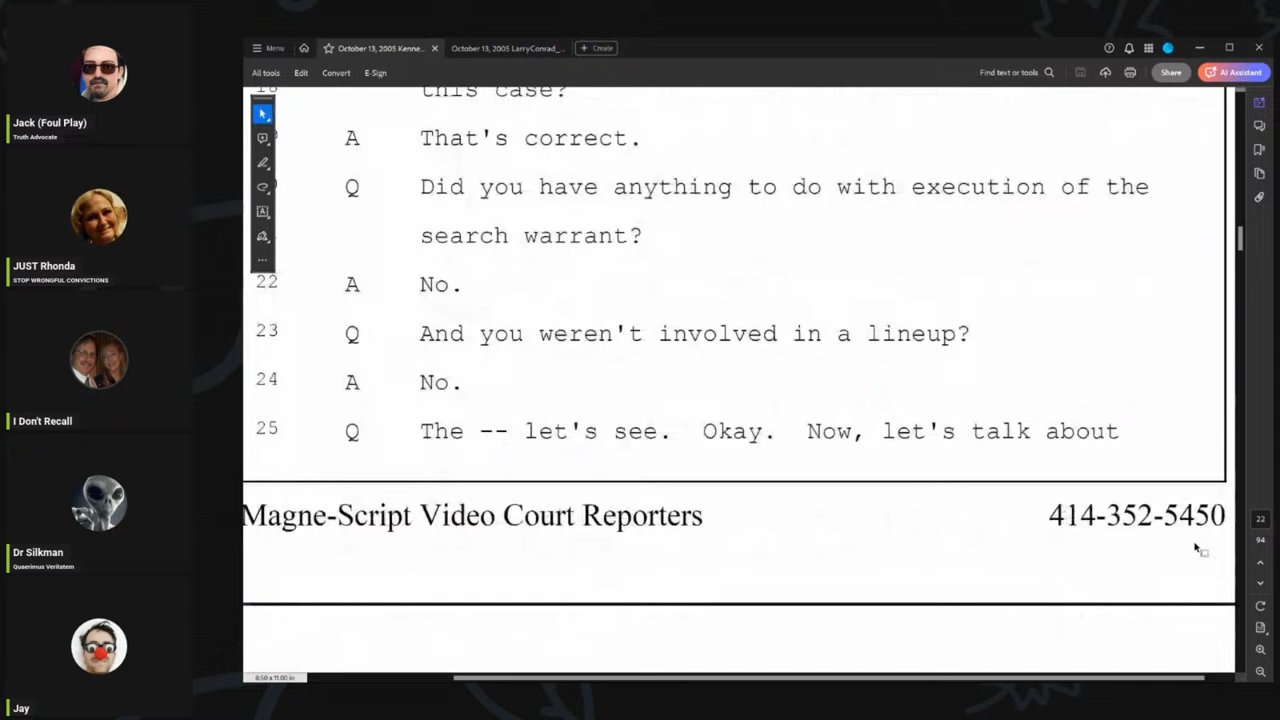 Jack (Foul Play)
Truth Advocate
JUST Rhonda
STOP WRONGFUL CONVICTIONS
I Don't Recall
Dr Silkman
Quaerimus Veritatem
Jay
Menu
October 13, 2005 Kenne...
October 13, 2005 LarryConrad_...
+ Create
All tools Edit Convert E-Sign
Find text or tools
Share
AI Assistant
this case?
A That's correct.
Q Did you have anything to do with execution of the
search warrant?
22 A No.
23 Q And you weren't involved in a lineup?
24 A No.
25 Q The -- let's see. Okay. Now, let's talk about
Magne-Script Video Court Reporters 414-352-5450
22
94
8.50 x 11.00 in